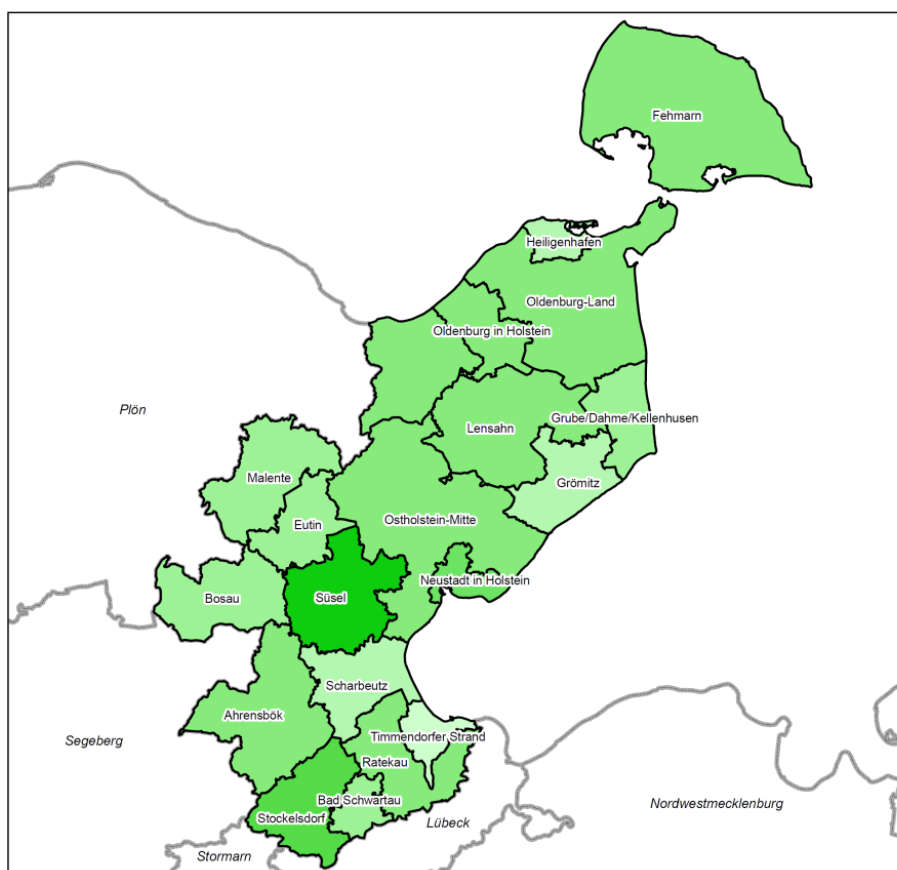 Fehmarn
Heiligenhafen
Oldenburg-Land
Oldenburg in Holstein
Plön
Grube/Dahme/Kellenhusen
Lensahn
Malente
Grömitz
Eutin
Ostholstein-Mitte
Neustadt in Holstein
Bosau
Süsel
Scharbeutz
Ahrensbök
Segeberg
Timmendorfer Strand
Ratekau
Bad Schwartau
Nordwestmecklenburg
Stockelsdorf
Lübeck
Stormarn